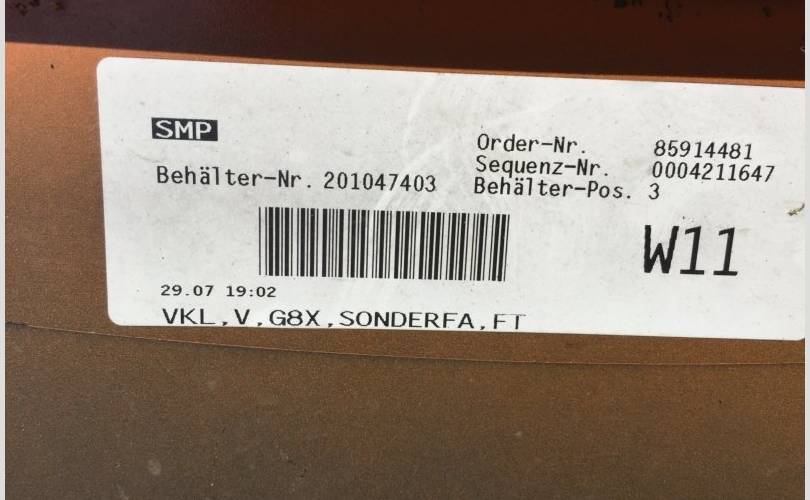 SMP
Order-Nr. 85914481
Sequenz-Nr. 0004211647
Behälter-Nr. 201047403
Behälter-Pos. 3
W11
29.07 19:02
VKL,V,G8X,SONDERFA,FT